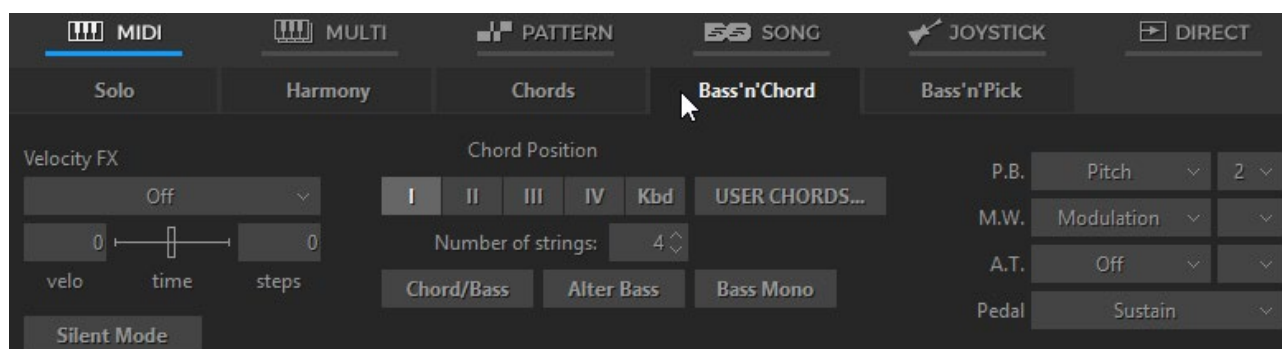 MIDI MULTI PATTERN SONG JOYSTICK DIRECT
Solo Harmony Chords Bass'n'Chord Bass'n'Pick
Velocity FX
Off
0 0
velo time steps
Silent Mode
Chord Position
I II III IV Kbd USER CHORDS...
Number of strings: 4
Chord/Bass Alter Bass Bass Mono
P.B. Pitch 2
M.W. Modulation
A.T. Off
Pedal Sustain